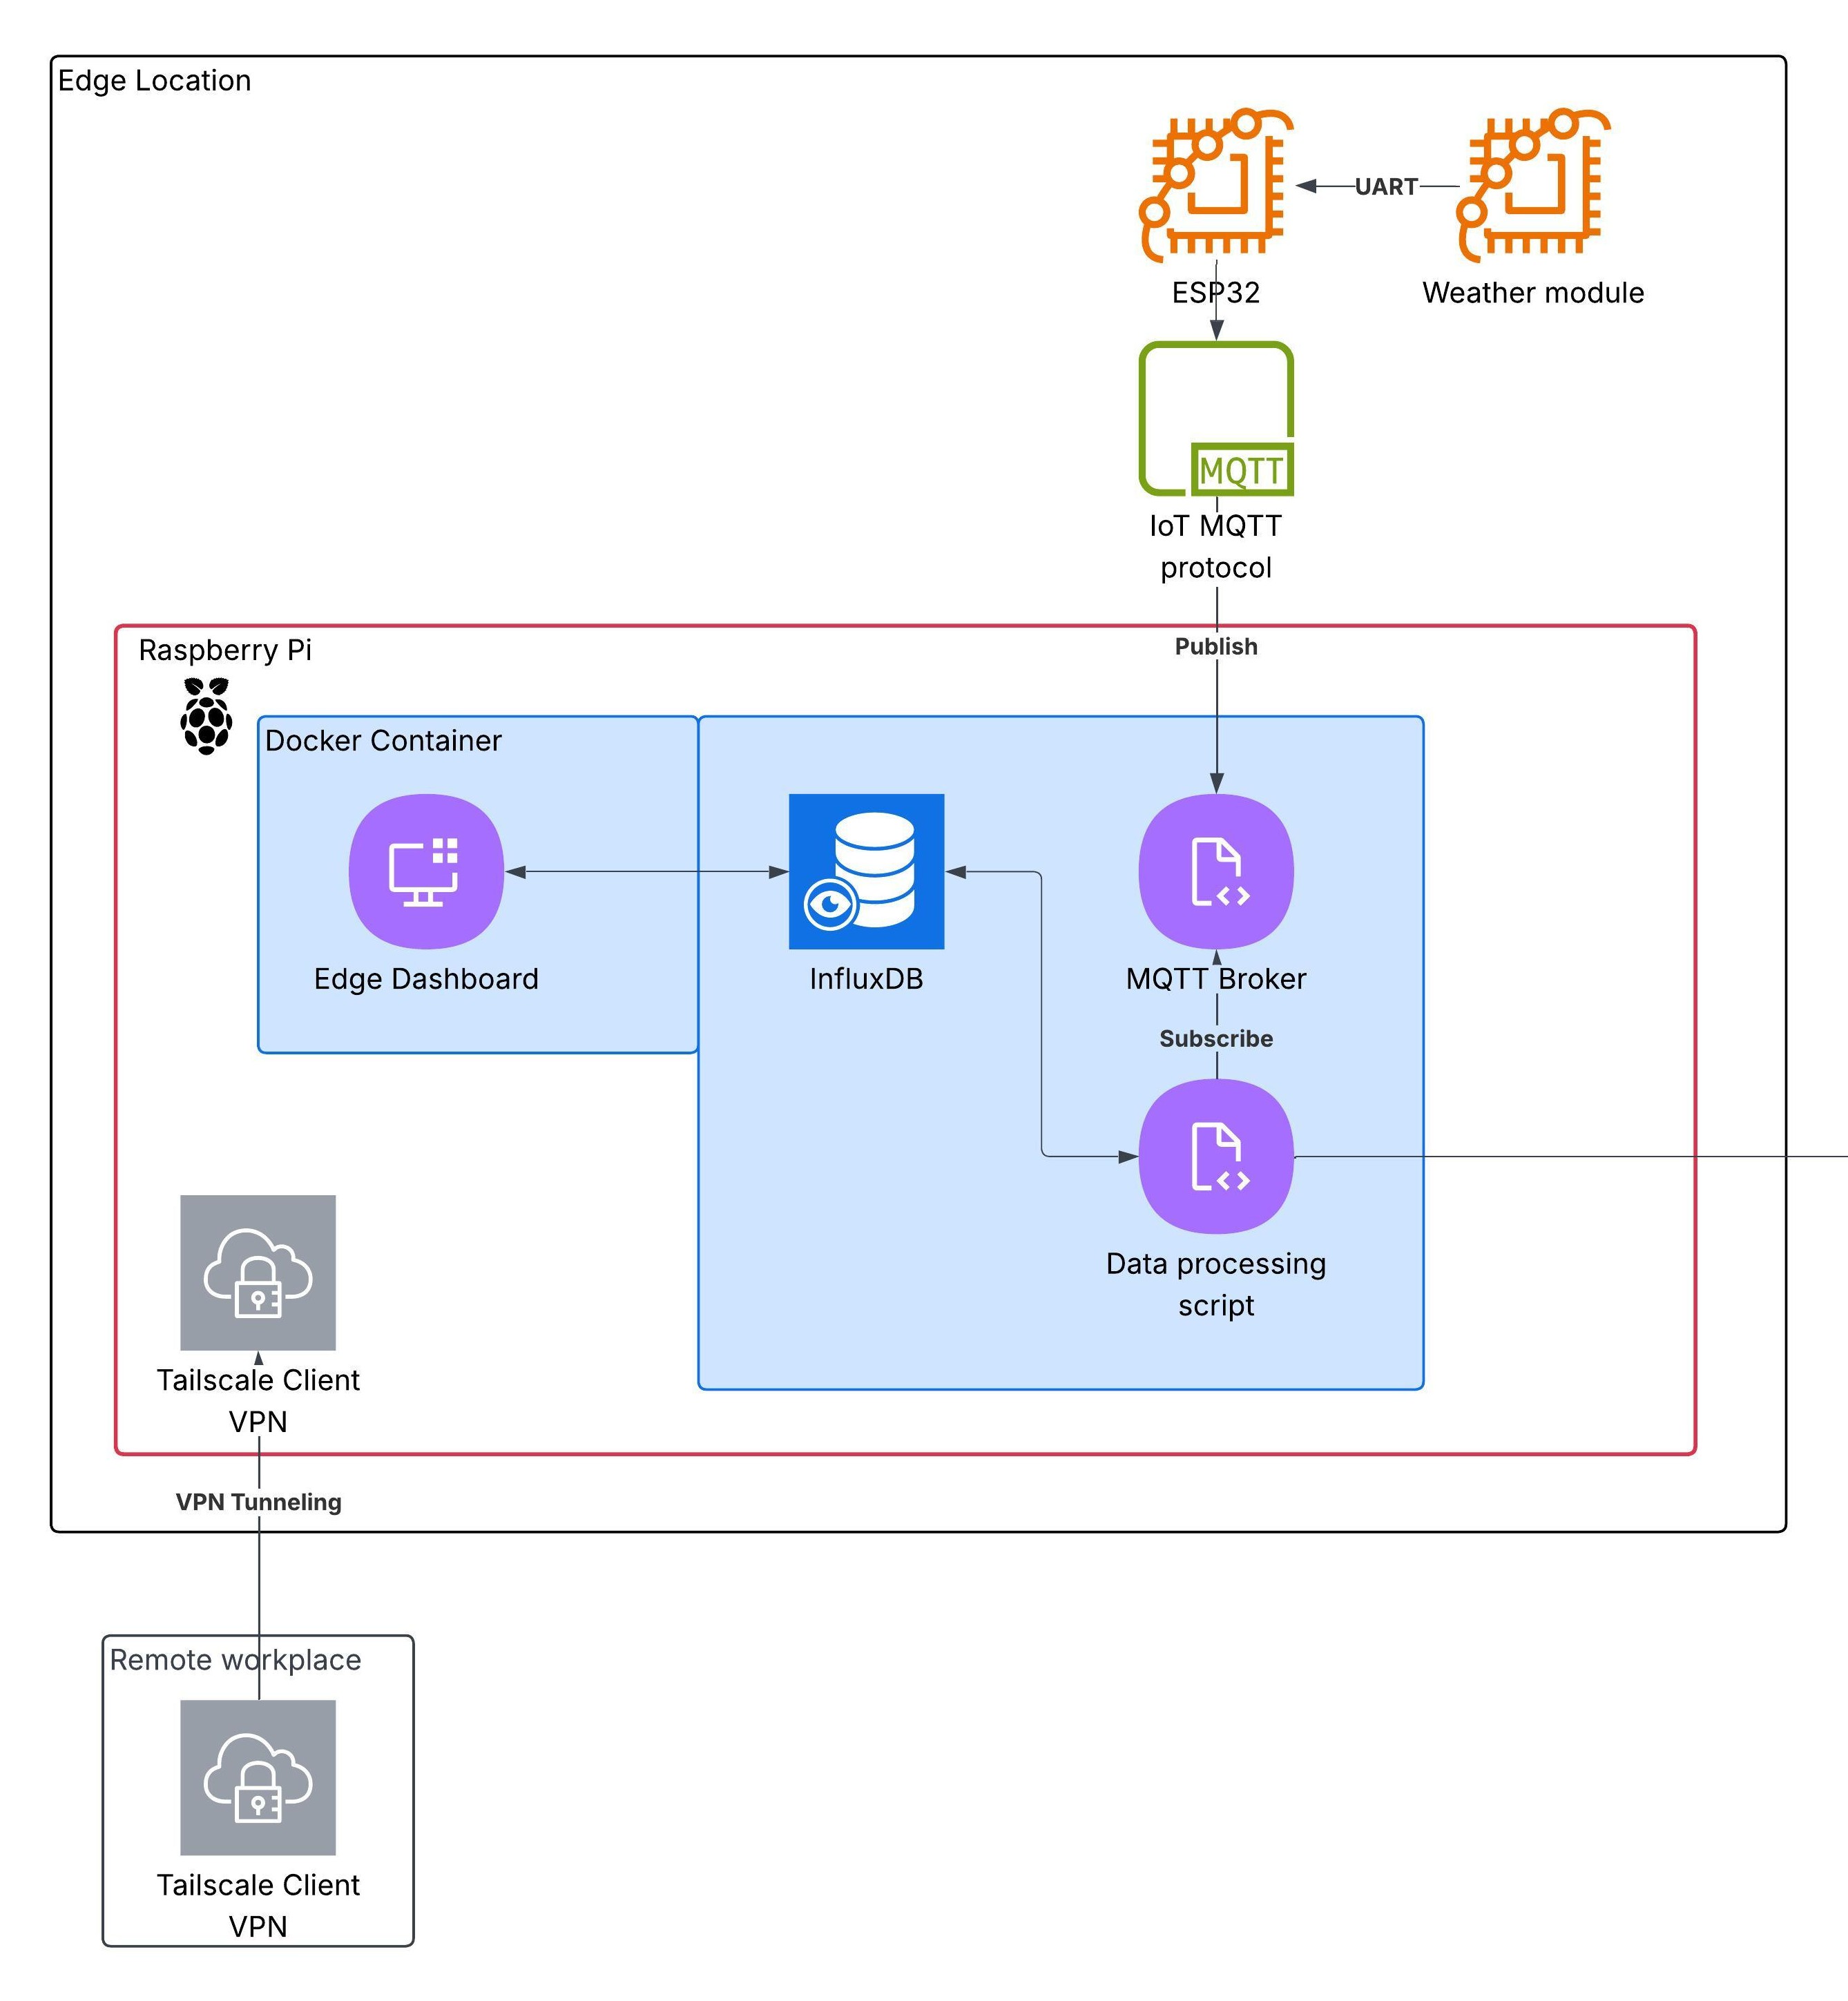 Edge Location
UART
ESP32
Weather module
MQTT
IoT MQTT
protocol
Raspberry Pi
Publish
Docker Container
Edge Dashboard
InfluxDB
MQTT Broker
Subscribe
Data processing
script
Tailscale Client
VPN
VPN Tunneling
Remote workplace
Tailscale Client
VPN